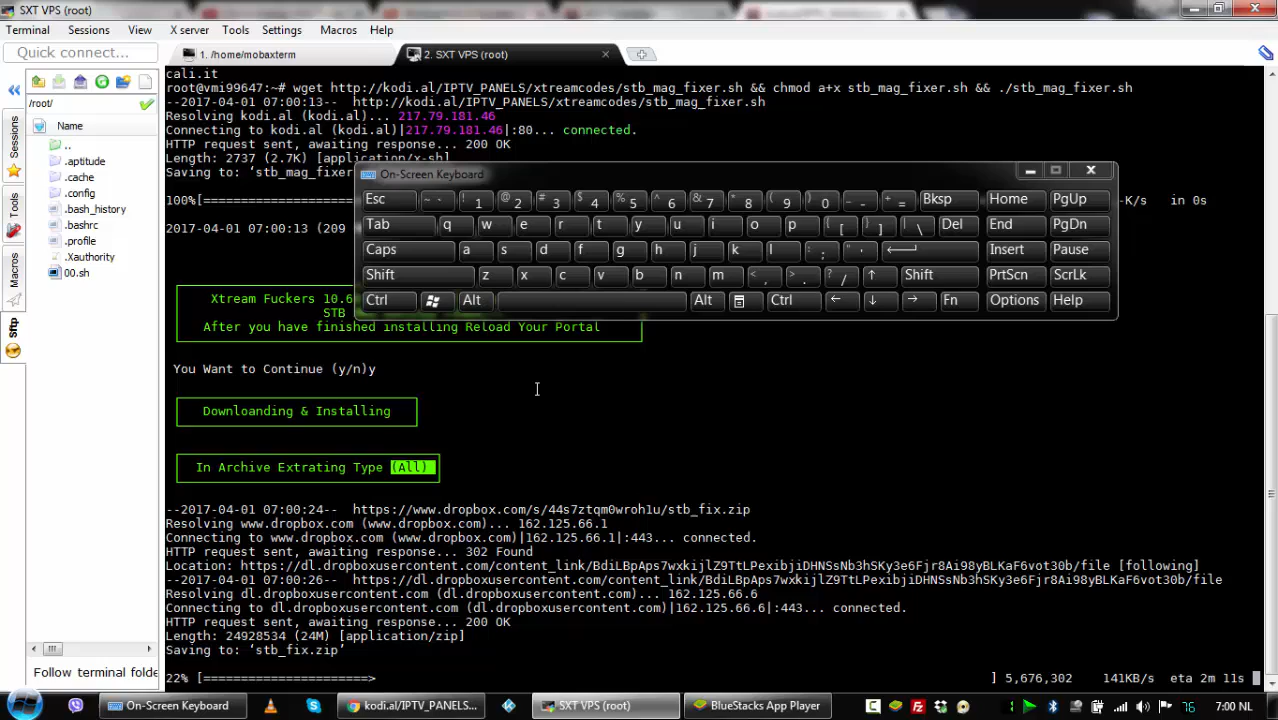 SXT VPS (root)
Terminal Sessions View X server Tools Settings Macros Help
Quick connect...
1. /home/mobaxterm
2. SXT VPS (root)
/root/
Name
..
.aptitude
.cache
.config
.bash_history
.bashrc
.profile
.Xauthority
00.sh
Sessions
Tools
Macros
Sftp
Follow terminal folde
cali.it
root@vmi99647:~# wget http://kodi.al/IPTV_PANELS/xtreamcodes/stb_mag_fixer.sh && chmod a+x stb_mag_fixer.sh && ./stb_mag_fixer.sh
--2017-04-01 07:00:13-- http://kodi.al/IPTV_PANELS/xtreamcodes/stb_mag_fixer.sh
Resolving kodi.al (kodi.al)... 217.79.181.46
Connecting to kodi.al (kodi.al)|217.79.181.46|:80... connected.
HTTP request sent, awaiting response... 200 OK
Length: 2737 (2.7K) [application/x-sh]
Saving to: ‘stb_mag_fixer
100%[ -K/s in 0s
2017-04-01 07:00:13 (209
On-Screen Keyboard
Esc ~ ` ! 1 @ 2 # 3 $ 4 % 5 ^ 6 & 7 * 8 ( 9 ) 0 _ - + = Bksp Home PgUp
Tab q w e r t y u i o p { [ } ] | \ Del End PgDn
Caps a s d f g h j k l : ; " ' Insert Pause
Shift z x c v b n m < , > . ? / ↑ Shift PrtScn ScrLk
Ctrl Alt Alt Ctrl ← ↓ → Fn Options Help
Xtream Fuckers 10.6
STB
After you have finished installing Reload Your Portal
You Want to Continue (y/n)y
Downloanding & Installing
In Archive Extrating Type (All)
--2017-04-01 07:00:24-- https://www.dropbox.com/s/44s7ztqm0wroh1u/stb_fix.zip
Resolving www.dropbox.com (www.dropbox.com)... 162.125.66.1
Connecting to www.dropbox.com (www.dropbox.com)|162.125.66.1|:443... connected.
HTTP request sent, awaiting response... 302 Found
Location: https://dl.dropboxusercontent.com/content_link/BdiLBpAps7wxkijlZ9TtLPexibjiDHNSsNb3hSKy3e6Fjr8Ai98yBLKaF6vot30b/file [following]
--2017-04-01 07:00:26-- https://dl.dropboxusercontent.com/content_link/BdiLBpAps7wxkijlZ9TtLPexibjiDHNSsNb3hSKy3e6Fjr8Ai98yBLKaF6vot30b/file
Resolving dl.dropboxusercontent.com (dl.dropboxusercontent.com)... 162.125.66.6
Connecting to dl.dropboxusercontent.com (dl.dropboxusercontent.com)|162.125.66.6|:443... connected.
HTTP request sent, awaiting response... 200 OK
Length: 24928534 (24M) [application/zip]
Saving to: ‘stb_fix.zip’
22% [======================> ] 5,676,302 141KB/s eta 2m 11s
On-Screen Keyboard
kodi.al/IPTV_PANELS...
SXT VPS (root)
BlueStacks App Player
76
7:00 NL